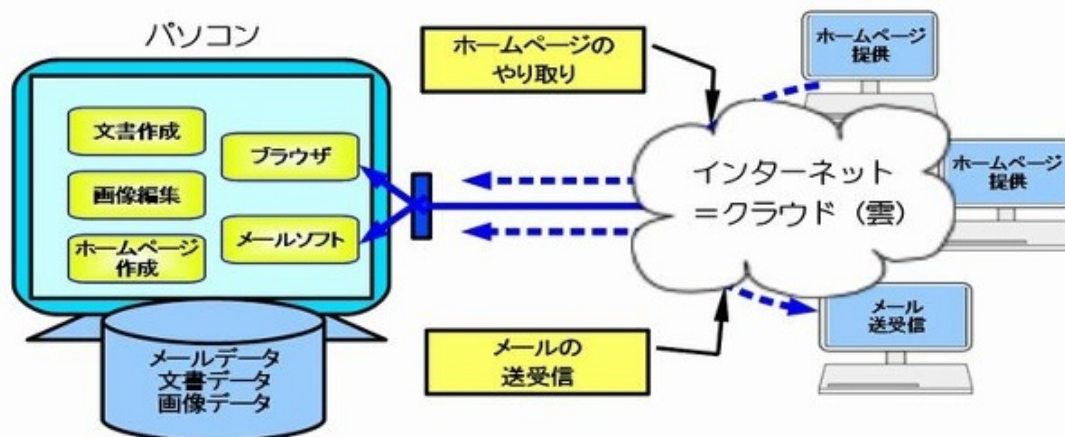 パソコン
文書作成
画像編集
ホームページ
作成
ブラウザ
メールソフト
メールデータ
文書データ
画像データ
ホームページの
やり取り
メールの
送受信
インターネット
＝クラウド（雲）
ホームページ
提供
ホームページ
提供
メール
送受信